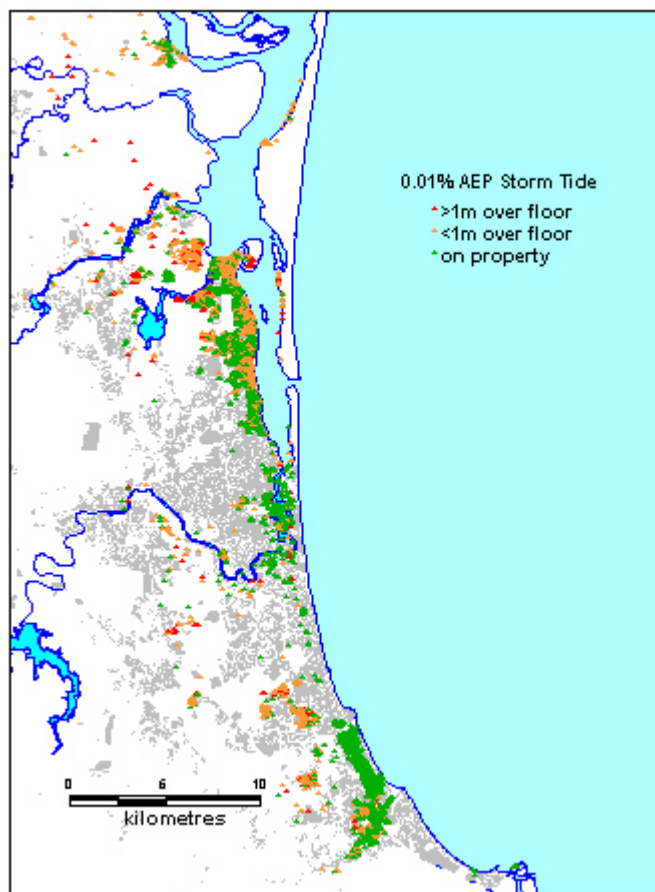 0.01% AEP Storm Tide
>1m over floor
<1m over floor
on property
0 6 10
kilometres